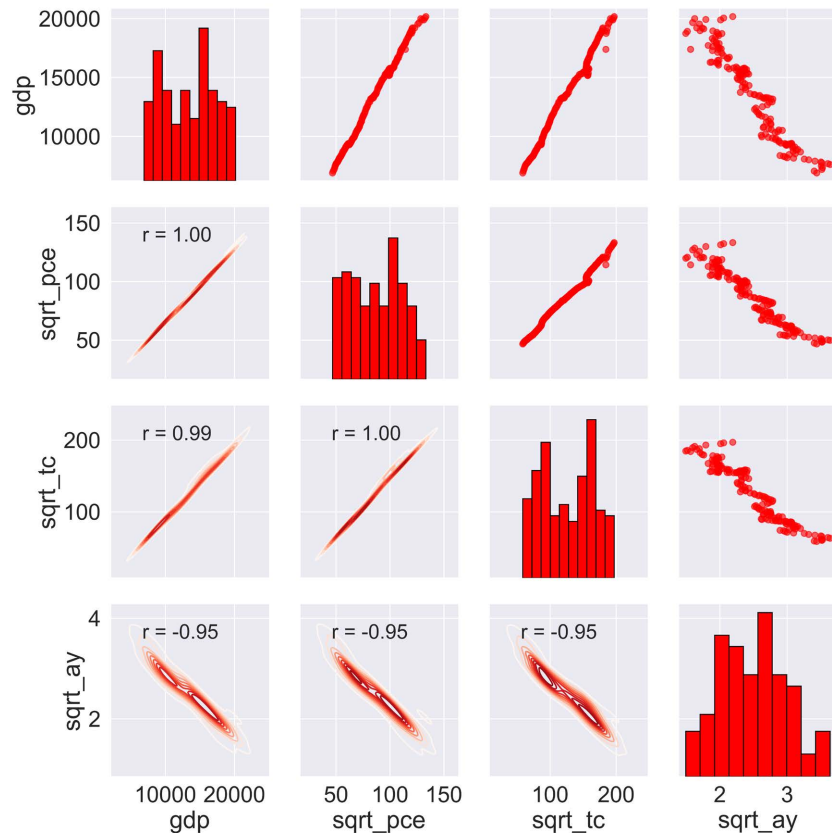 20000
15000
10000
gdp
150
100
50
sqrt_pce
r = 1.00
200
100
sqrt_tc
r = 0.99
r = 1.00
4
2
sqrt_ay
r = -0.95
r = -0.95
r = -0.95
10000 20000
50 100 150
100 200
2 3
gdp
sqrt_pce
sqrt_tc
sqrt_ay